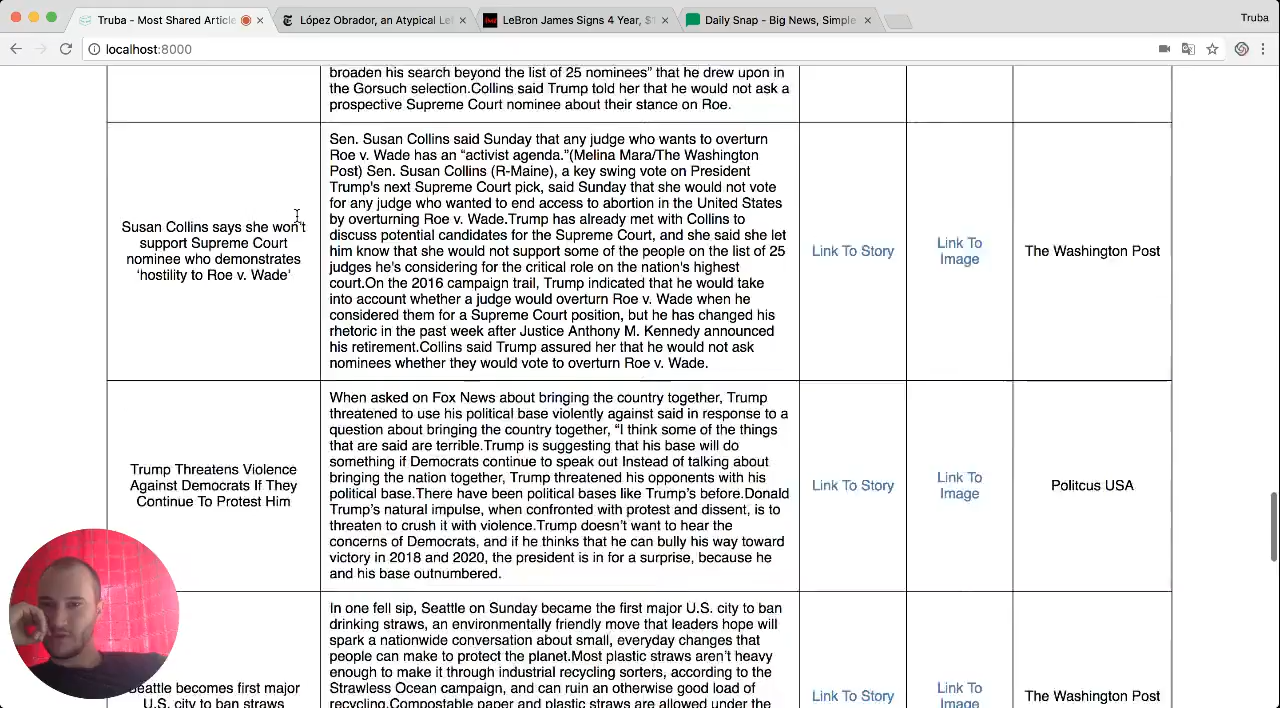 Truba - Most Shared Article
López Obrador, an Atypical Le
LeBron James Signs 4 Year, $1
Daily Snap - Big News, Simple
Truba
localhost:8000
broaden his search beyond the list of 25 nominees” that he drew upon in
the Gorsuch selection.Collins said Trump told her that he would not ask a
prospective Supreme Court nominee about their stance on Roe.
Susan Collins says she won't
support Supreme Court
nominee who demonstrates
‘hostility to Roe v. Wade’
Sen. Susan Collins said Sunday that any judge who wants to overturn
Roe v. Wade has an “activist agenda.”(Melina Mara/The Washington
Post) Sen. Susan Collins (R-Maine), a key swing vote on President
Trump's next Supreme Court pick, said Sunday that she would not vote
for any judge who wanted to end access to abortion in the United States
by overturning Roe v. Wade.Trump has already met with Collins to
discuss potential candidates for the Supreme Court, and she said she let
him know that she would not support some of the people on the list of 25
judges he's considering for the critical role on the nation's highest
court.On the 2016 campaign trail, Trump indicated that he would take
into account whether a judge would overturn Roe v. Wade when he
considered them for a Supreme Court position, but he has changed his
rhetoric in the past week after Justice Anthony M. Kennedy announced
his retirement.Collins said Trump assured her that he would not ask
nominees whether they would vote to overturn Roe v. Wade.
Link To Story
Link To
Image
The Washington Post
Trump Threatens Violence
Against Democrats If They
Continue To Protest Him
When asked on Fox News about bringing the country together, Trump
threatened to use his political base violently against said in response to a
question about bringing the country together, “I think some of the things
that are said are terrible.Trump is suggesting that his base will do
something if Democrats continue to speak out Instead of talking about
bringing the nation together, Trump threatened his opponents with his
political base.There have been political bases like Trump’s before.Donald
Trump’s natural impulse, when confronted with protest and dissent, is to
threaten to crush it with violence.Trump doesn’t want to hear the
concerns of Democrats, and if he thinks that he can bully his way toward
victory in 2018 and 2020, the president is in for a surprise, because he
and his base outnumbered.
Link To Story
Link To
Image
Politcus USA
Seattle becomes first major
U.S. city to ban straws
In one fell sip, Seattle on Sunday became the first major U.S. city to ban
drinking straws, an environmentally friendly move that leaders hope will
spark a nationwide conversation about small, everyday changes that
people can make to protect the planet.Most plastic straws aren’t heavy
enough to make it through industrial recycling sorters, according to the
Strawless Ocean campaign, and can ruin an otherwise good load of
recycling.Compostable paper and plastic straws are allowed under the
Link To Story
Link To
Image
The Washington Post